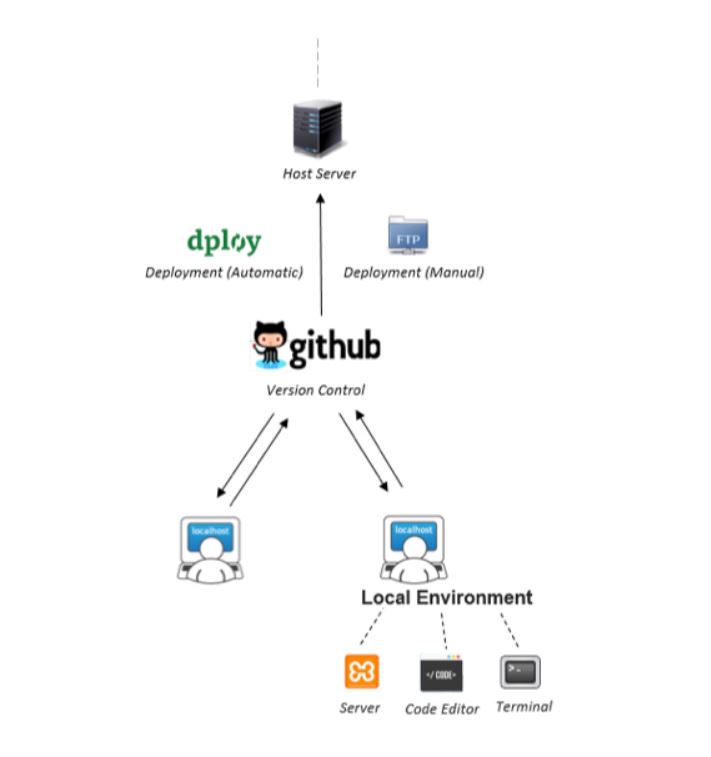 Host Server
dploy
FTP
Deployment (Automatic)
Deployment (Manual)
github
Version Control
localhost
localhost
Local Environment
</ CODE>
>-
Server
Code Editor
Terminal